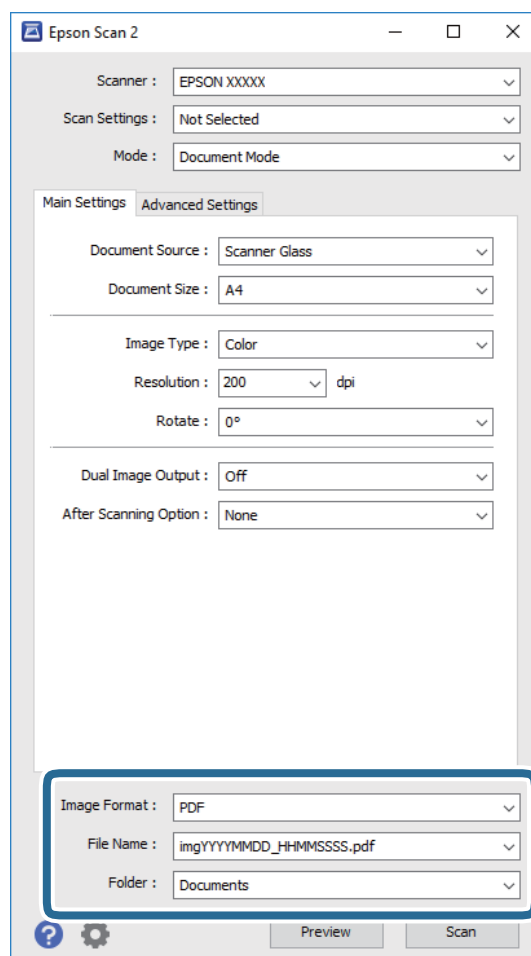 Epson Scan 2
Scanner : EPSON XXXXX
Scan Settings : Not Selected
Mode : Document Mode
Main Settings Advanced Settings
Document Source : Scanner Glass
Document Size : A4
Image Type : Color
Resolution : 200 dpi
Rotate : 0°
Dual Image Output : Off
After Scanning Option : None
Image Format : PDF
File Name : imgYYYYMMDD_HHMMSSSS.pdf
Folder : Documents
? Preview Scan